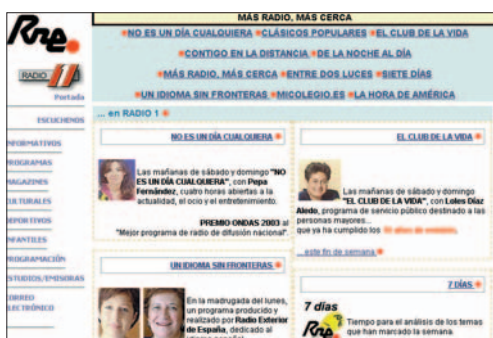 Rne
RADIO 1
Portada
ESCUCHENOS
INFORMATIVOS
PROGRAMAS
MAGAZINES
CULTURALES
DEPORTIVOS
INFANTILES
PROGRAMACIÓN
ESTUDIOS/EMISORAS
CORREO
ELECTRÓNICO
MÁS RADIO, MÁS CERCA
NO ES UN DÍA CUALQUIERA CLÁSICOS POPULARES EL CLUB DE LA VIDA
CONTIGO EN LA DISTANCIA DE LA NOCHE AL DÍA
MÁS RADIO, MÁS CERCA ENTRE DOS LUCES SIETE DÍAS
UN IDIOMA SIN FRONTERAS MICOLEGIO.ES LA HORA DE AMÉRICA
... en RADIO 1
NO ES UN DÍA CUALQUIERA
Las mañanas de sábado y domingo "NO
ES UN DÍA CUALQUIERA", con Pepa
Fernández, cuatro horas abiertas a la
actualidad, el ocio y el entretenimiento.
PREMIO ONDAS 2003 al
"Mejor programa de radio de difusión nacional".
UN IDIOMA SIN FRONTERAS
En la madrugada del lunes,
un programa producido y
realizado por Radio Exterior
de España, dedicado al
idioma español
EL CLUB DE LA VIDA
Las mañanas de sábado y domingo
"EL CLUB DE LA VIDA", con Loles Díaz
Aledo, programa de servicio público destinado a las
personas mayores...
que ya ha cumplido los
...este fin de semana
7 DÍAS
7 días
Rne
Tiempo para el análisis de los temas
que han marcado la semana.